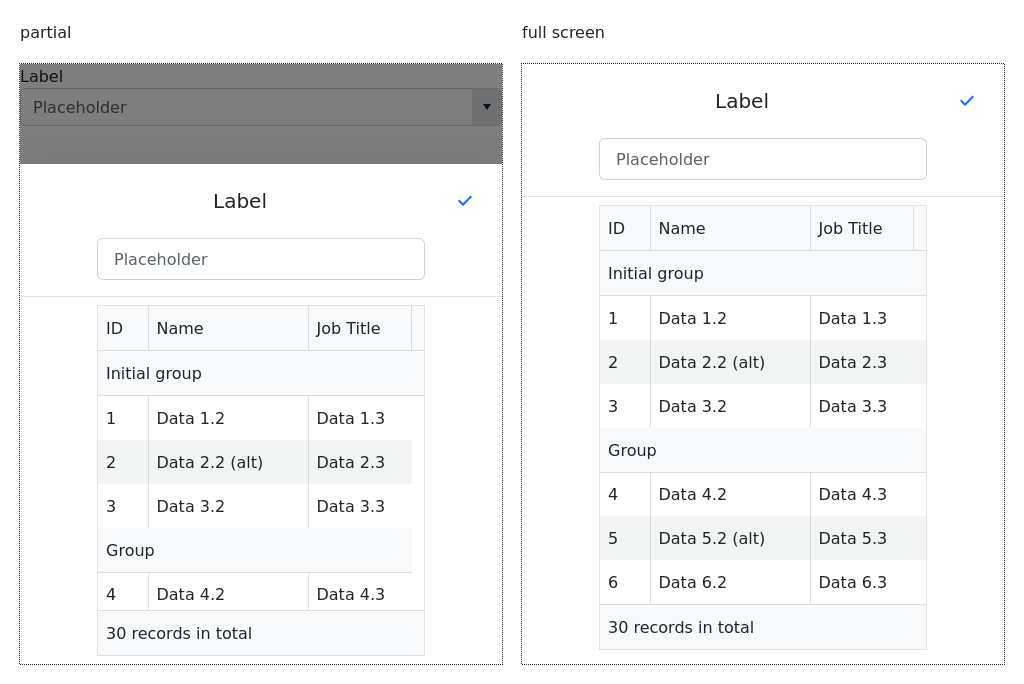 partial
Label
Placeholder
Label
Placeholder
ID Name Job Title
Initial group
1 Data 1.2 Data 1.3
2 Data 2.2 (alt) Data 2.3
3 Data 3.2 Data 3.3
Group
4 Data 4.2 Data 4.3
30 records in total
full screen
Label
Placeholder
ID Name Job Title
Initial group
1 Data 1.2 Data 1.3
2 Data 2.2 (alt) Data 2.3
3 Data 3.2 Data 3.3
Group
4 Data 4.2 Data 4.3
5 Data 5.2 (alt) Data 5.3
6 Data 6.2 Data 6.3
30 records in total